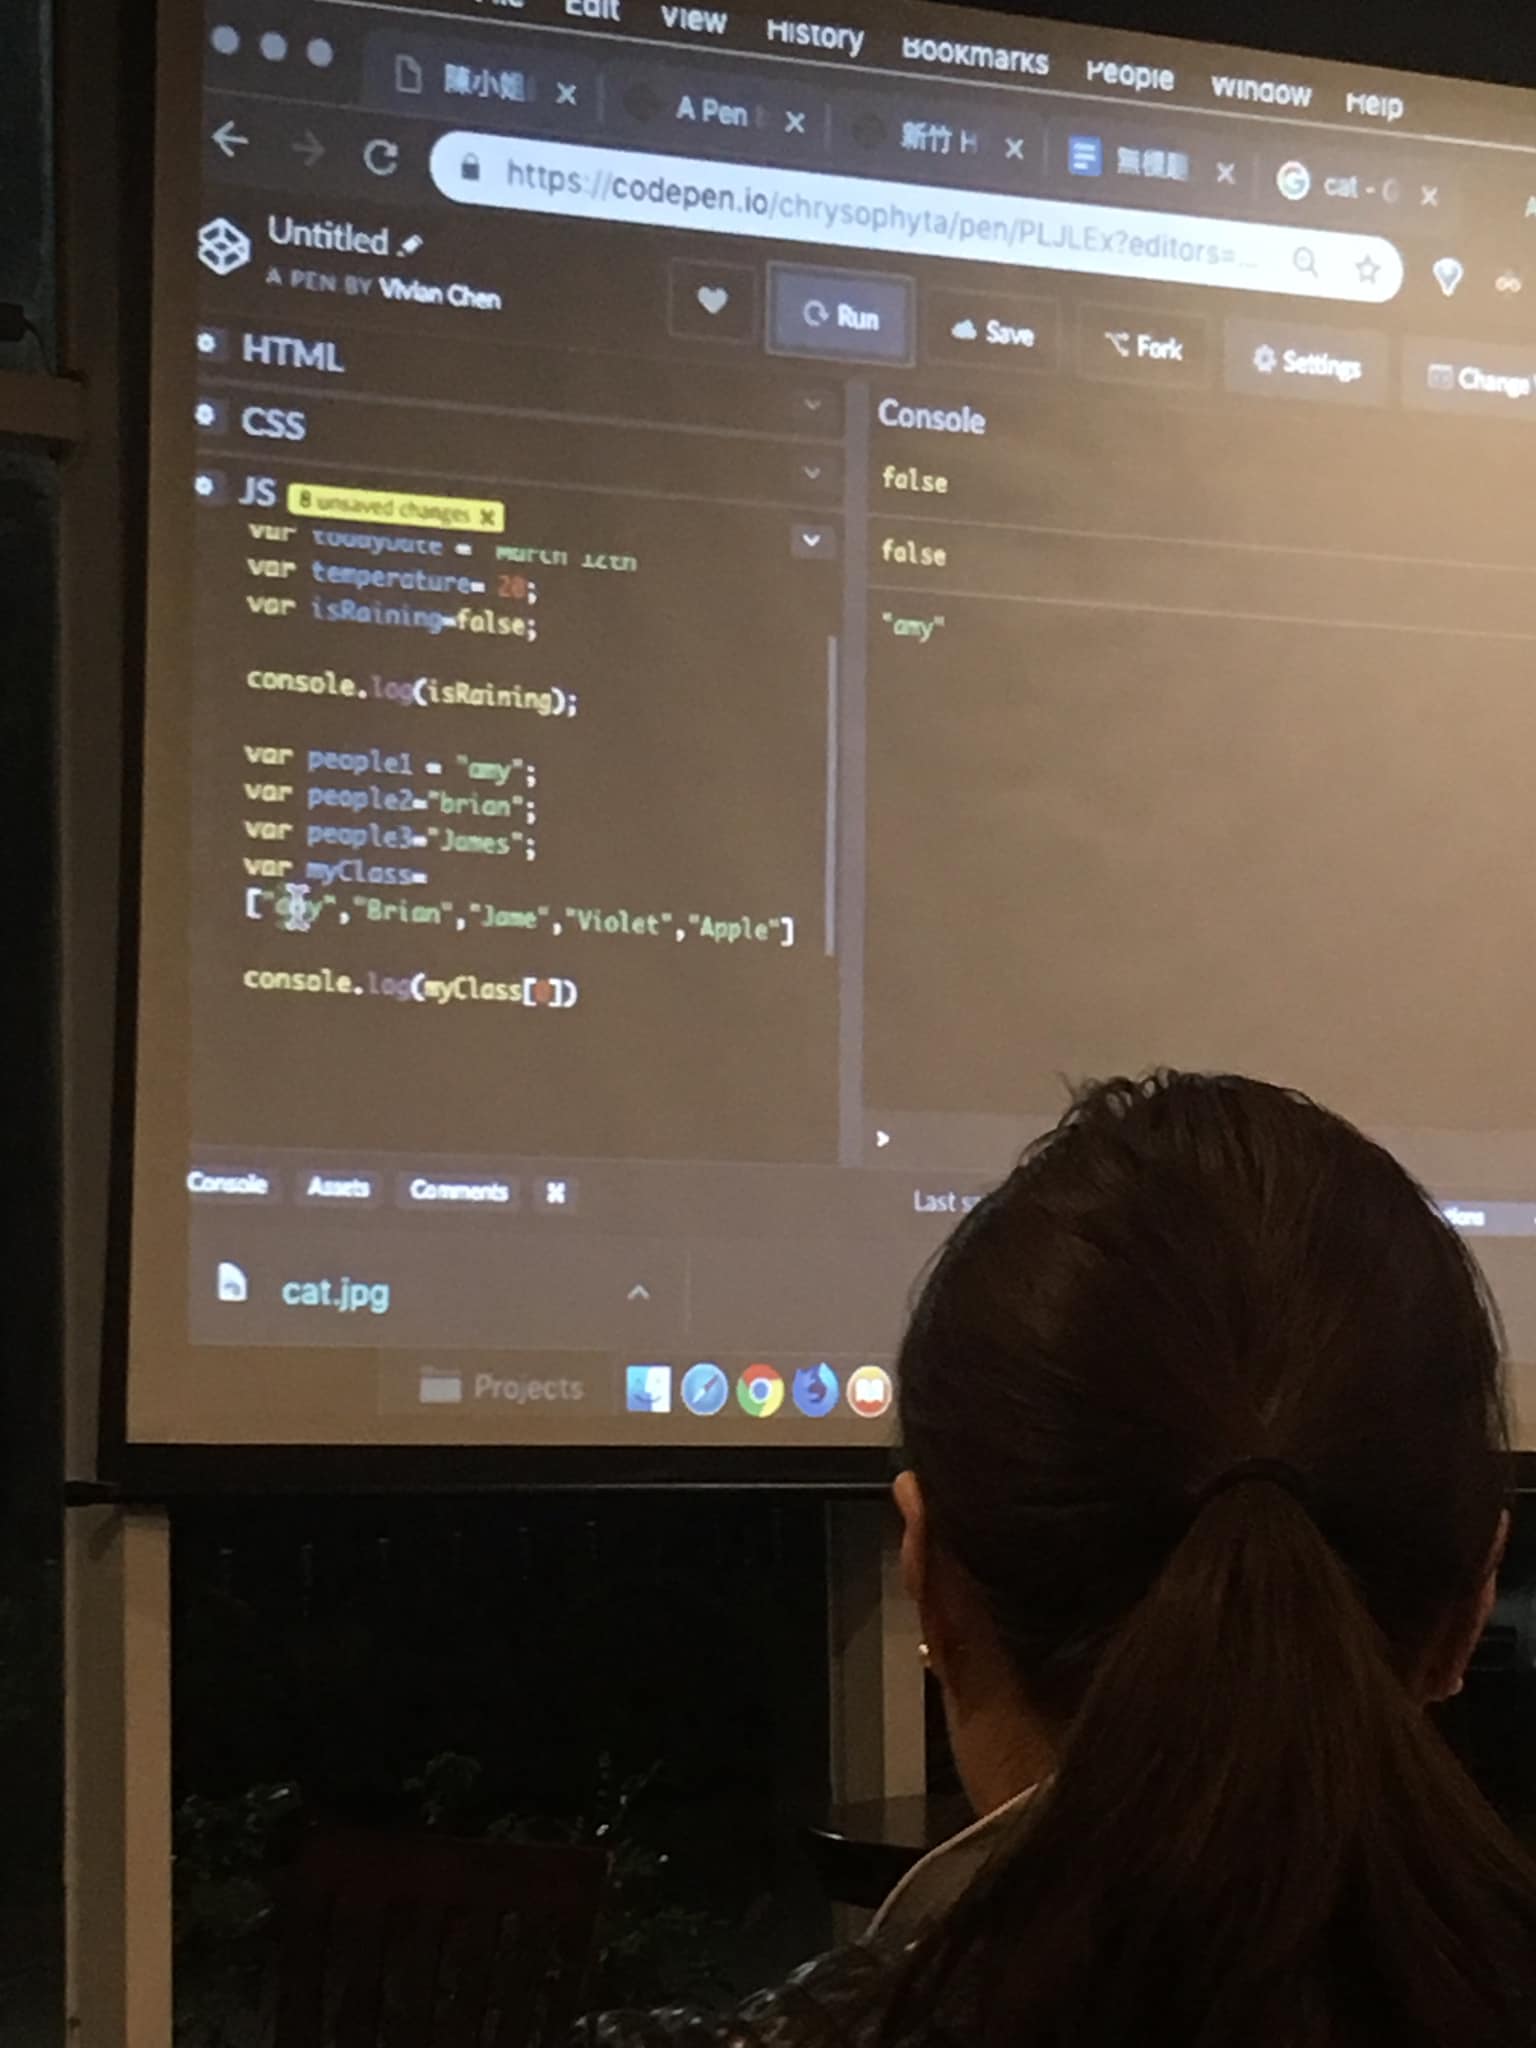 Edit View History Bookmarks People Window Help
陳小姐 A Pen 新竹 H 無標題 cat - G
https://codepen.io/chrysophyta/pen/PLJLEx?editors=...
Untitled
A PEN BY Vivian Chen
Run Save Fork Settings Change
HTML
CSS
JS 8 unsaved changes x
var todayDate = "March 12th
var temperature= 20;
var isRaining=false;
console.log(isRaining);
var people1 = "amy";
var people2="brian";
var people3="James";
var myClass=
["amy","Brian","Jame","Violet","Apple"]
console.log(myClass[0])
Console
false
false
"amy"
>
Console Assets Comments ⌘
Last
cat.jpg
Projects